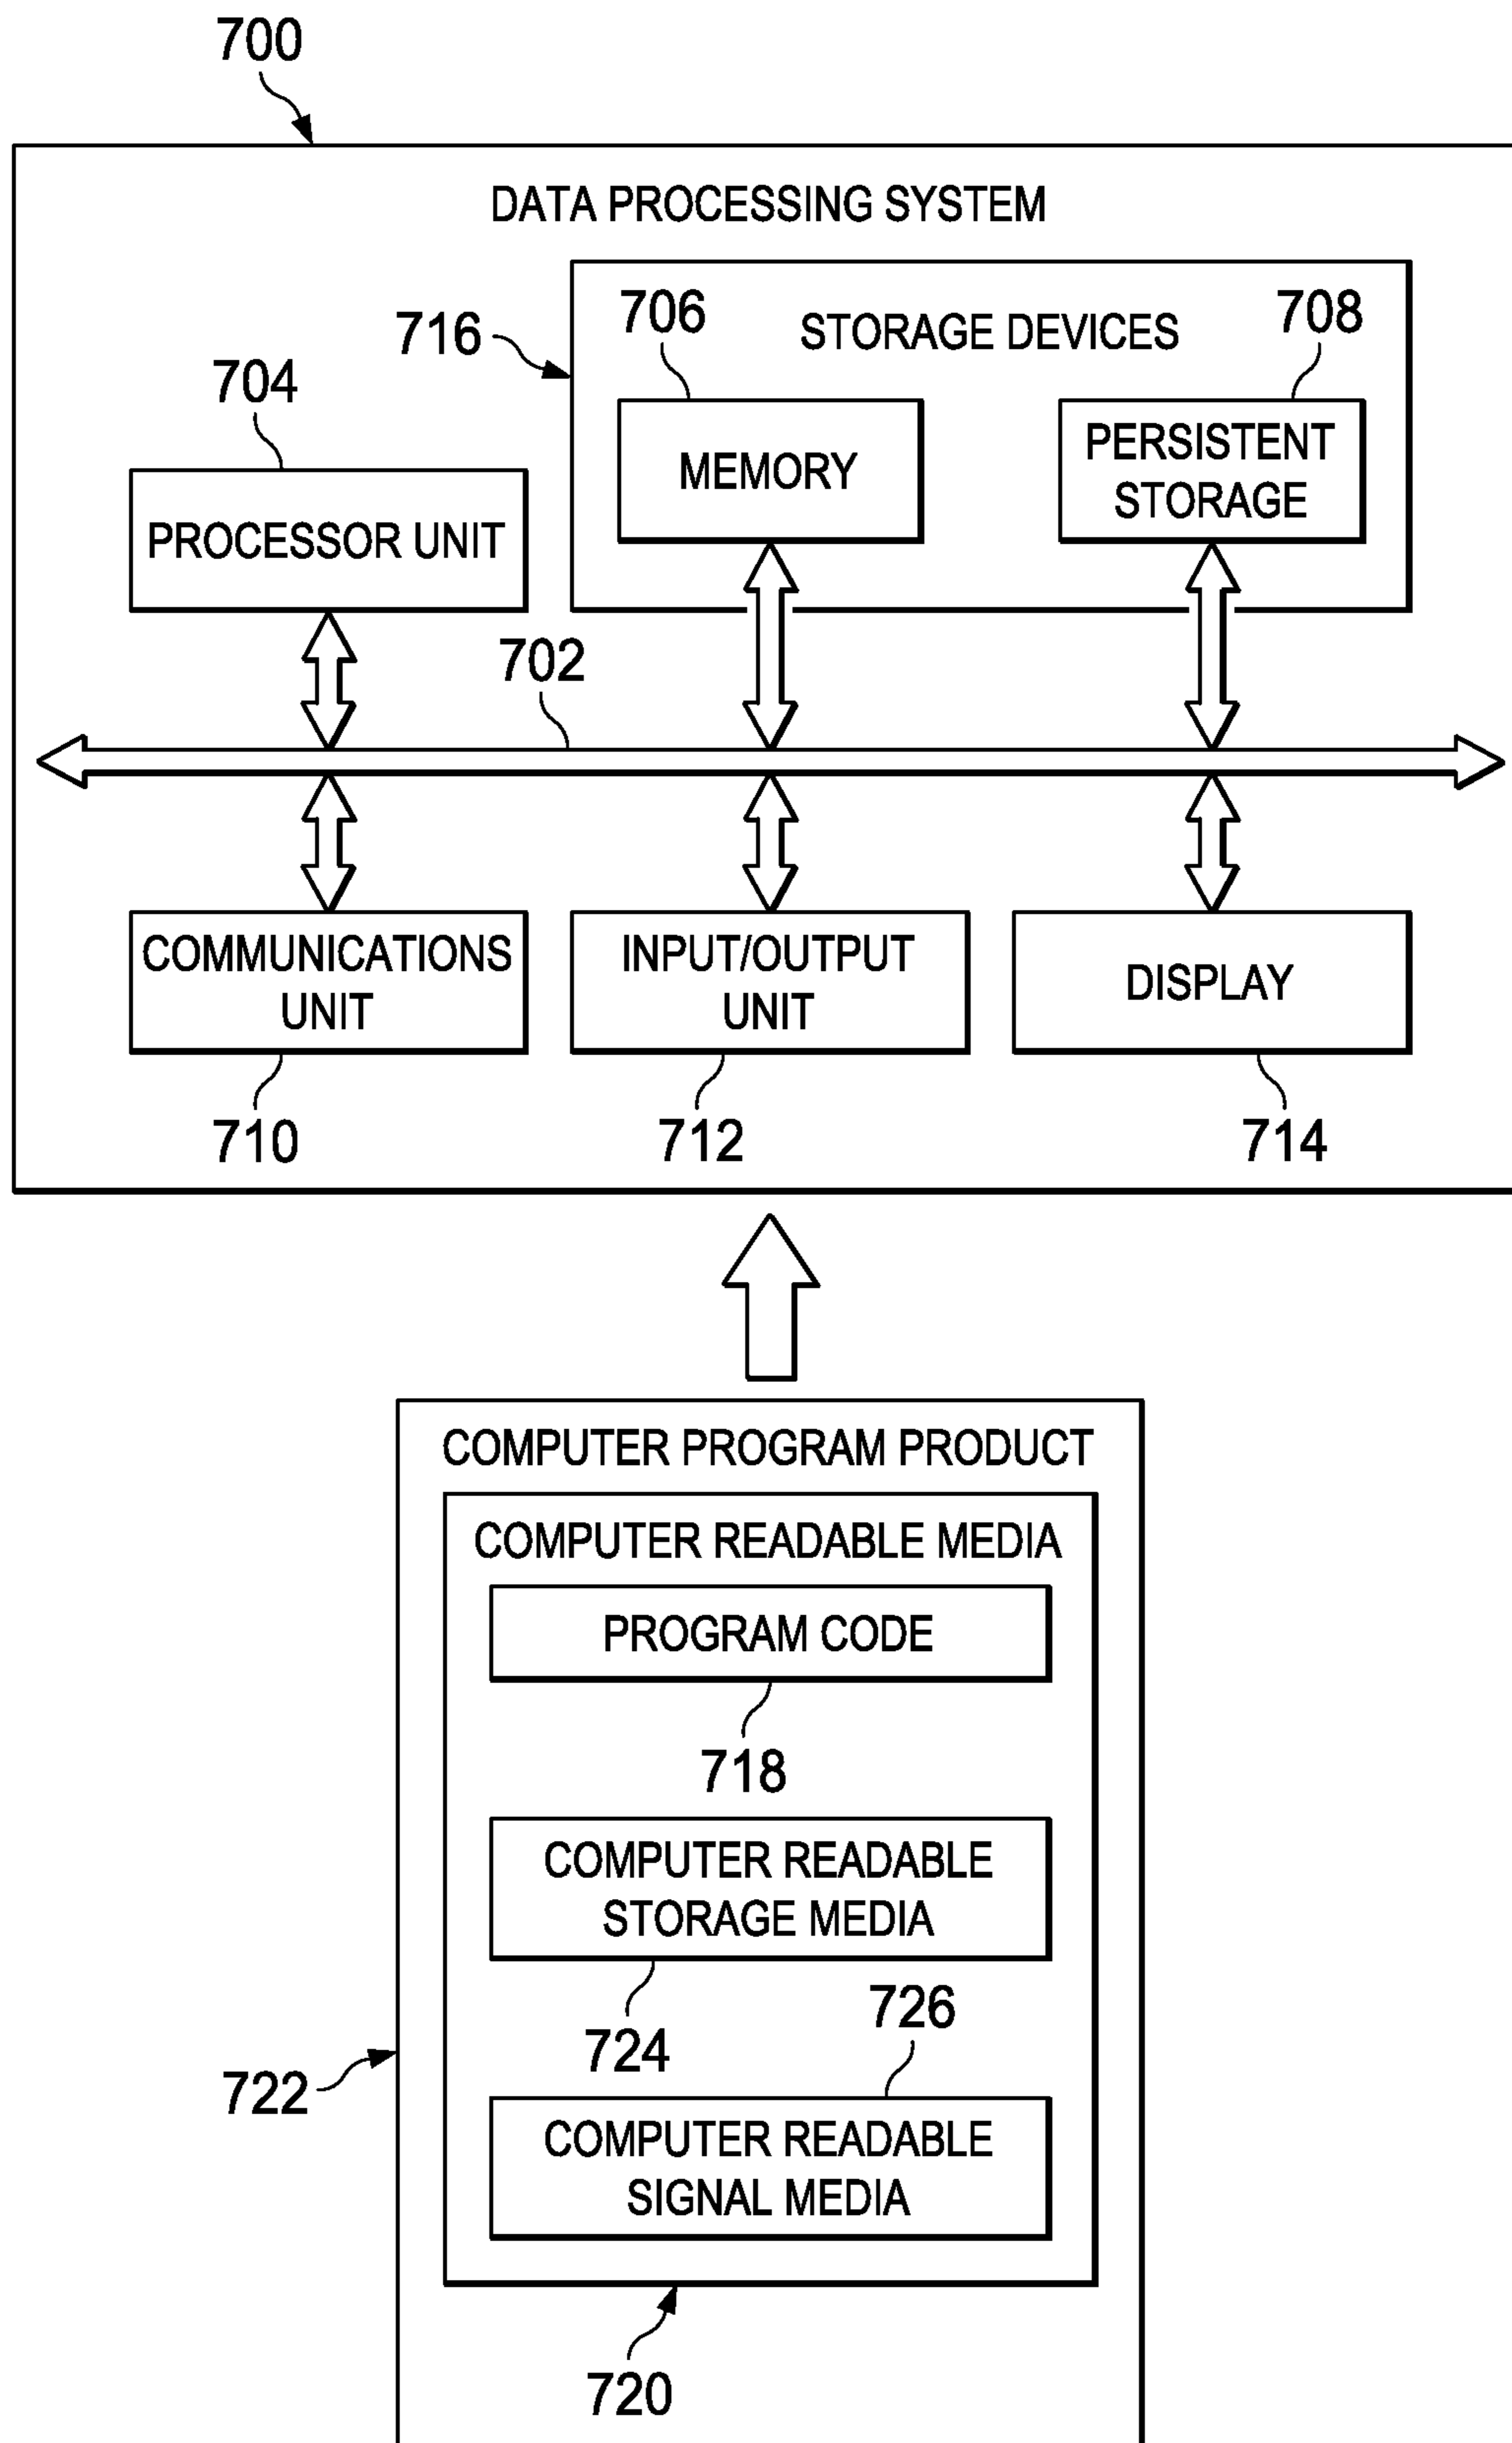 700
DATA PROCESSING SYSTEM
716
706
STORAGE DEVICES
708
704
MEMORY
PERSISTENT
STORAGE
PROCESSOR UNIT
702
COMMUNICATIONS
UNIT
INPUT/OUTPUT
UNIT
DISPLAY
710
712
714
COMPUTER PROGRAM PRODUCT
COMPUTER READABLE MEDIA
PROGRAM CODE
718
COMPUTER READABLE
STORAGE MEDIA
724
726
722
COMPUTER READABLE
SIGNAL MEDIA
720